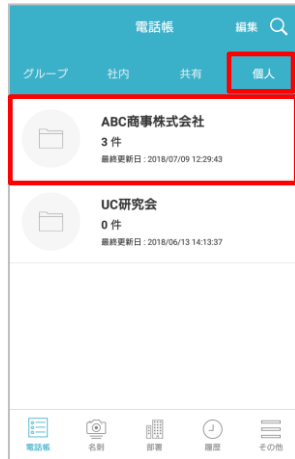 電話帳 編集
グループ 社内 共有 個人
ABC商事株式会社
3 件
最終更新日 : 2018/07/09 12:29:43
UC研究会
0 件
最終更新日 : 2018/06/13 14:13:37
電話帳 名刺 部署 履歴 その他